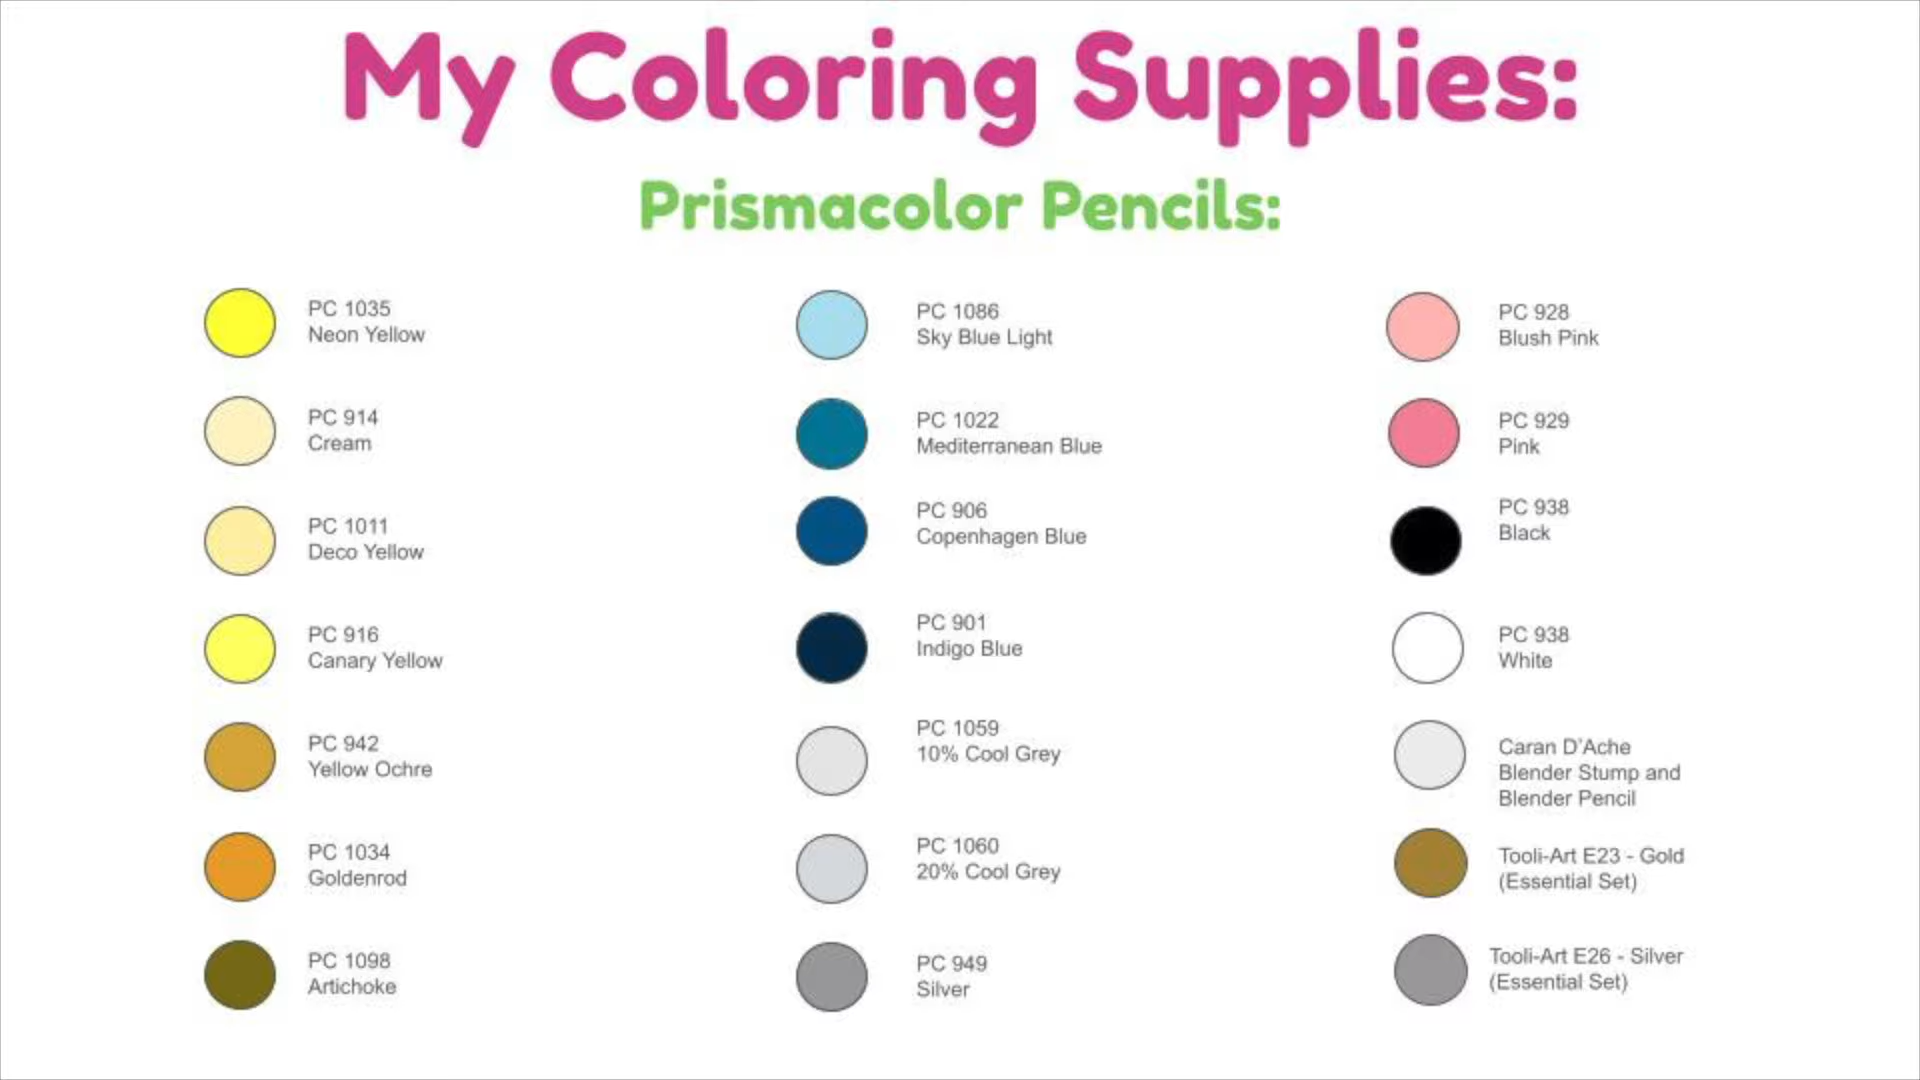 My Coloring Supplies:
Prismacolor Pencils:
PC 1035
Neon Yellow
PC 914
Cream
PC 1011
Deco Yellow
PC 916
Canary Yellow
PC 942
Yellow Ochre
PC 1034
Goldenrod
PC 1098
Artichoke
PC 1086
Sky Blue Light
PC 1022
Mediterranean Blue
PC 906
Copenhagen Blue
PC 901
Indigo Blue
PC 1059
10% Cool Grey
PC 1060
20% Cool Grey
PC 949
Silver
PC 928
Blush Pink
PC 929
Pink
PC 938
Black
PC 938
White
Caran D'Ache
Blender Stump and
Blender Pencil
Tooli-Art E23 - Gold
(Essential Set)
Tooli-Art E26 - Silver
(Essential Set)